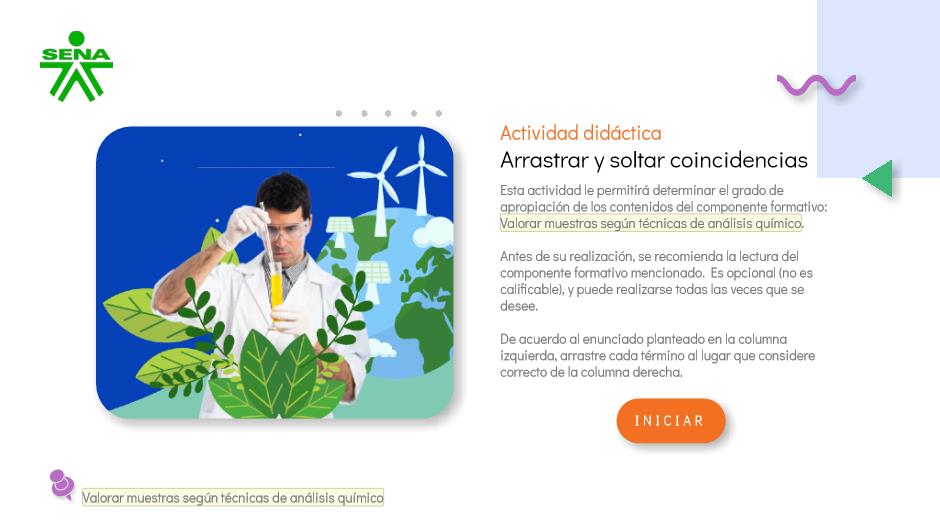 SENA
Actividad didáctica
Arrastrar y soltar coincidencias
Esta actividad le permitirá determinar el grado de
apropiación de los contenidos del componente formativo:
Valorar muestras según técnicas de análisis químico.
Antes de su realización, se recomienda la lectura del
componente formativo mencionado. Es opcional (no es
calificable), y puede realizarse todas las veces que se
desee.
De acuerdo al enunciado planteado en la columna
izquierda, arrastre cada término al lugar que considere
correcto de la columna derecha.
INICIAR
Valorar muestras según técnicas de análisis químico